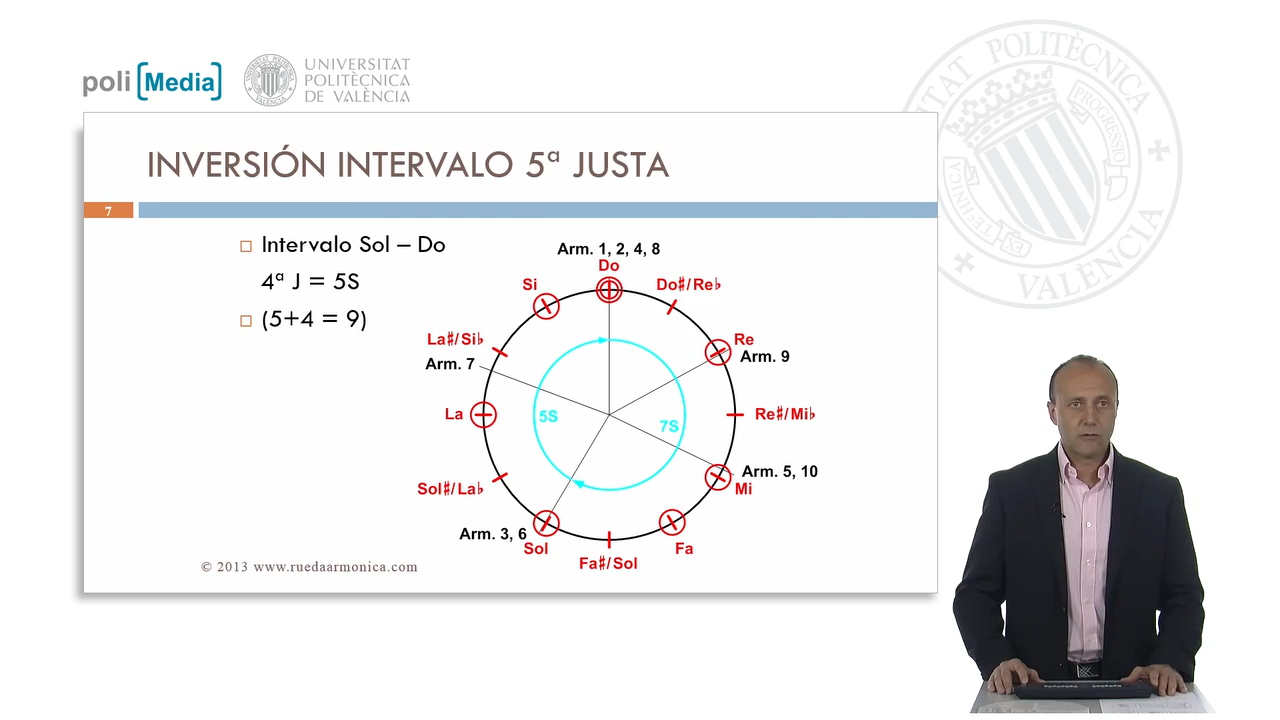 poli [Media]
UNIVERSITAT
POLITÈCNICA
DE VALÈNCIA
INVERSIÓN INTERVALO 5ª JUSTA
7
Intervalo Sol – Do
4ª J = 5S
(5+4 = 9)
Arm. 1, 2, 4, 8
Do
Si
Do♯/Re♭
La♯/Si♭
Re
Arm. 7
Arm. 9
La
5S
7S
Re♯/Mi♭
Arm. 5, 10
Sol♯/La♭
Mi
Arm. 3, 6
Sol
Fa
Fa♯/Sol
© 2013 www.ruedaarmonica.com
POLITÈCNICA
VALÈNCIA
PROGRESSIO